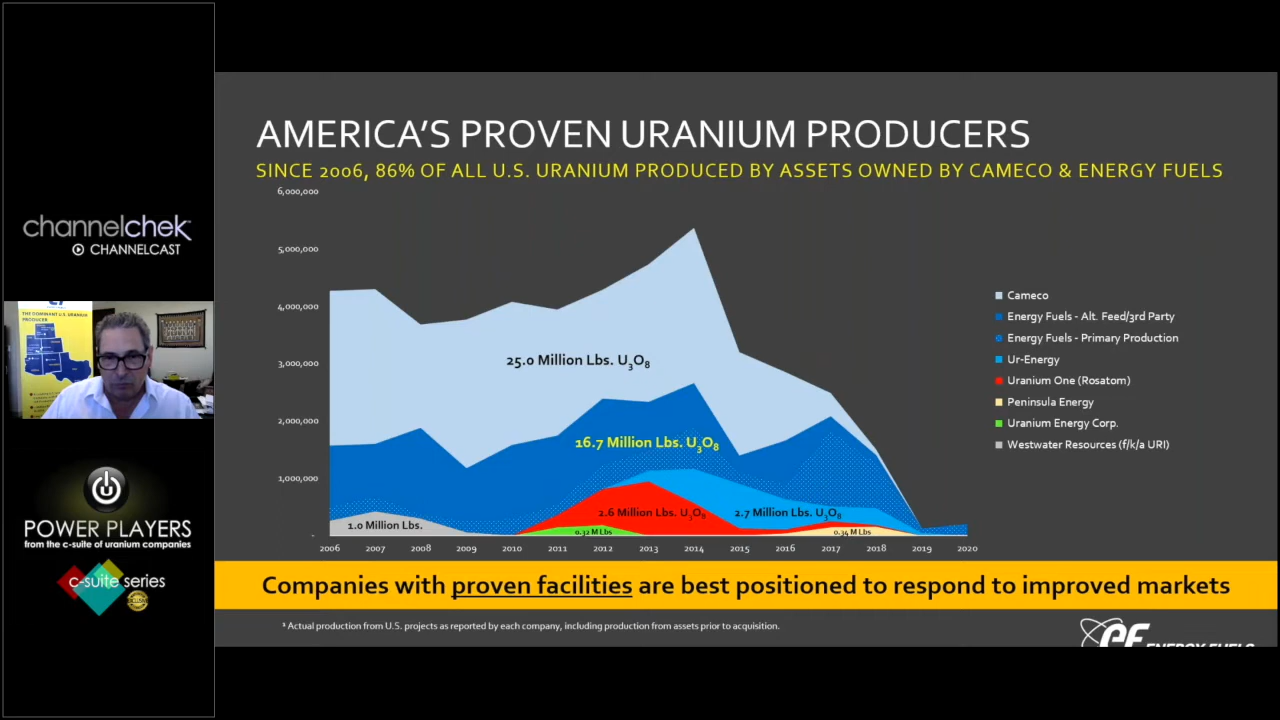 channelchek
CHANNELCAST
THE DOMINANT U.S. URANIUM
PRODUCER
POWER PLAYERS
from the c-suite of uranium companies
c-suite series
AMERICA'S PROVEN URANIUM PRODUCERS
SINCE 2006, 86% OF ALL U.S. URANIUM PRODUCED BY ASSETS OWNED BY CAMECO & ENERGY FUELS
6,000,000
5,000,000
4,000,000
3,000,000
2,000,000
1,000,000
-
25.0 Million Lbs. U₃O₈
16.7 Million Lbs. U₃O₈
2.6 Million Lbs. U₃O₈
2.7 Million Lbs. U₃O₈
1.0 Million Lbs.
0.32 M Lbs
0.34 M Lbs
2006 2007 2008 2009 2010 2011 2012 2013 2014 2015 2016 2017 2018 2019 2020
Cameco
Energy Fuels - Alt. Feed/3rd Party
Energy Fuels - Primary Production
Ur-Energy
Uranium One (Rosatom)
Peninsula Energy
Uranium Energy Corp.
Westwater Resources (f/k/a URI)
Companies with proven facilities are best positioned to respond to improved markets
¹ Actual production from U.S. projects as reported by each company, including production from assets prior to acquisition.
ef ENERGY FUELS